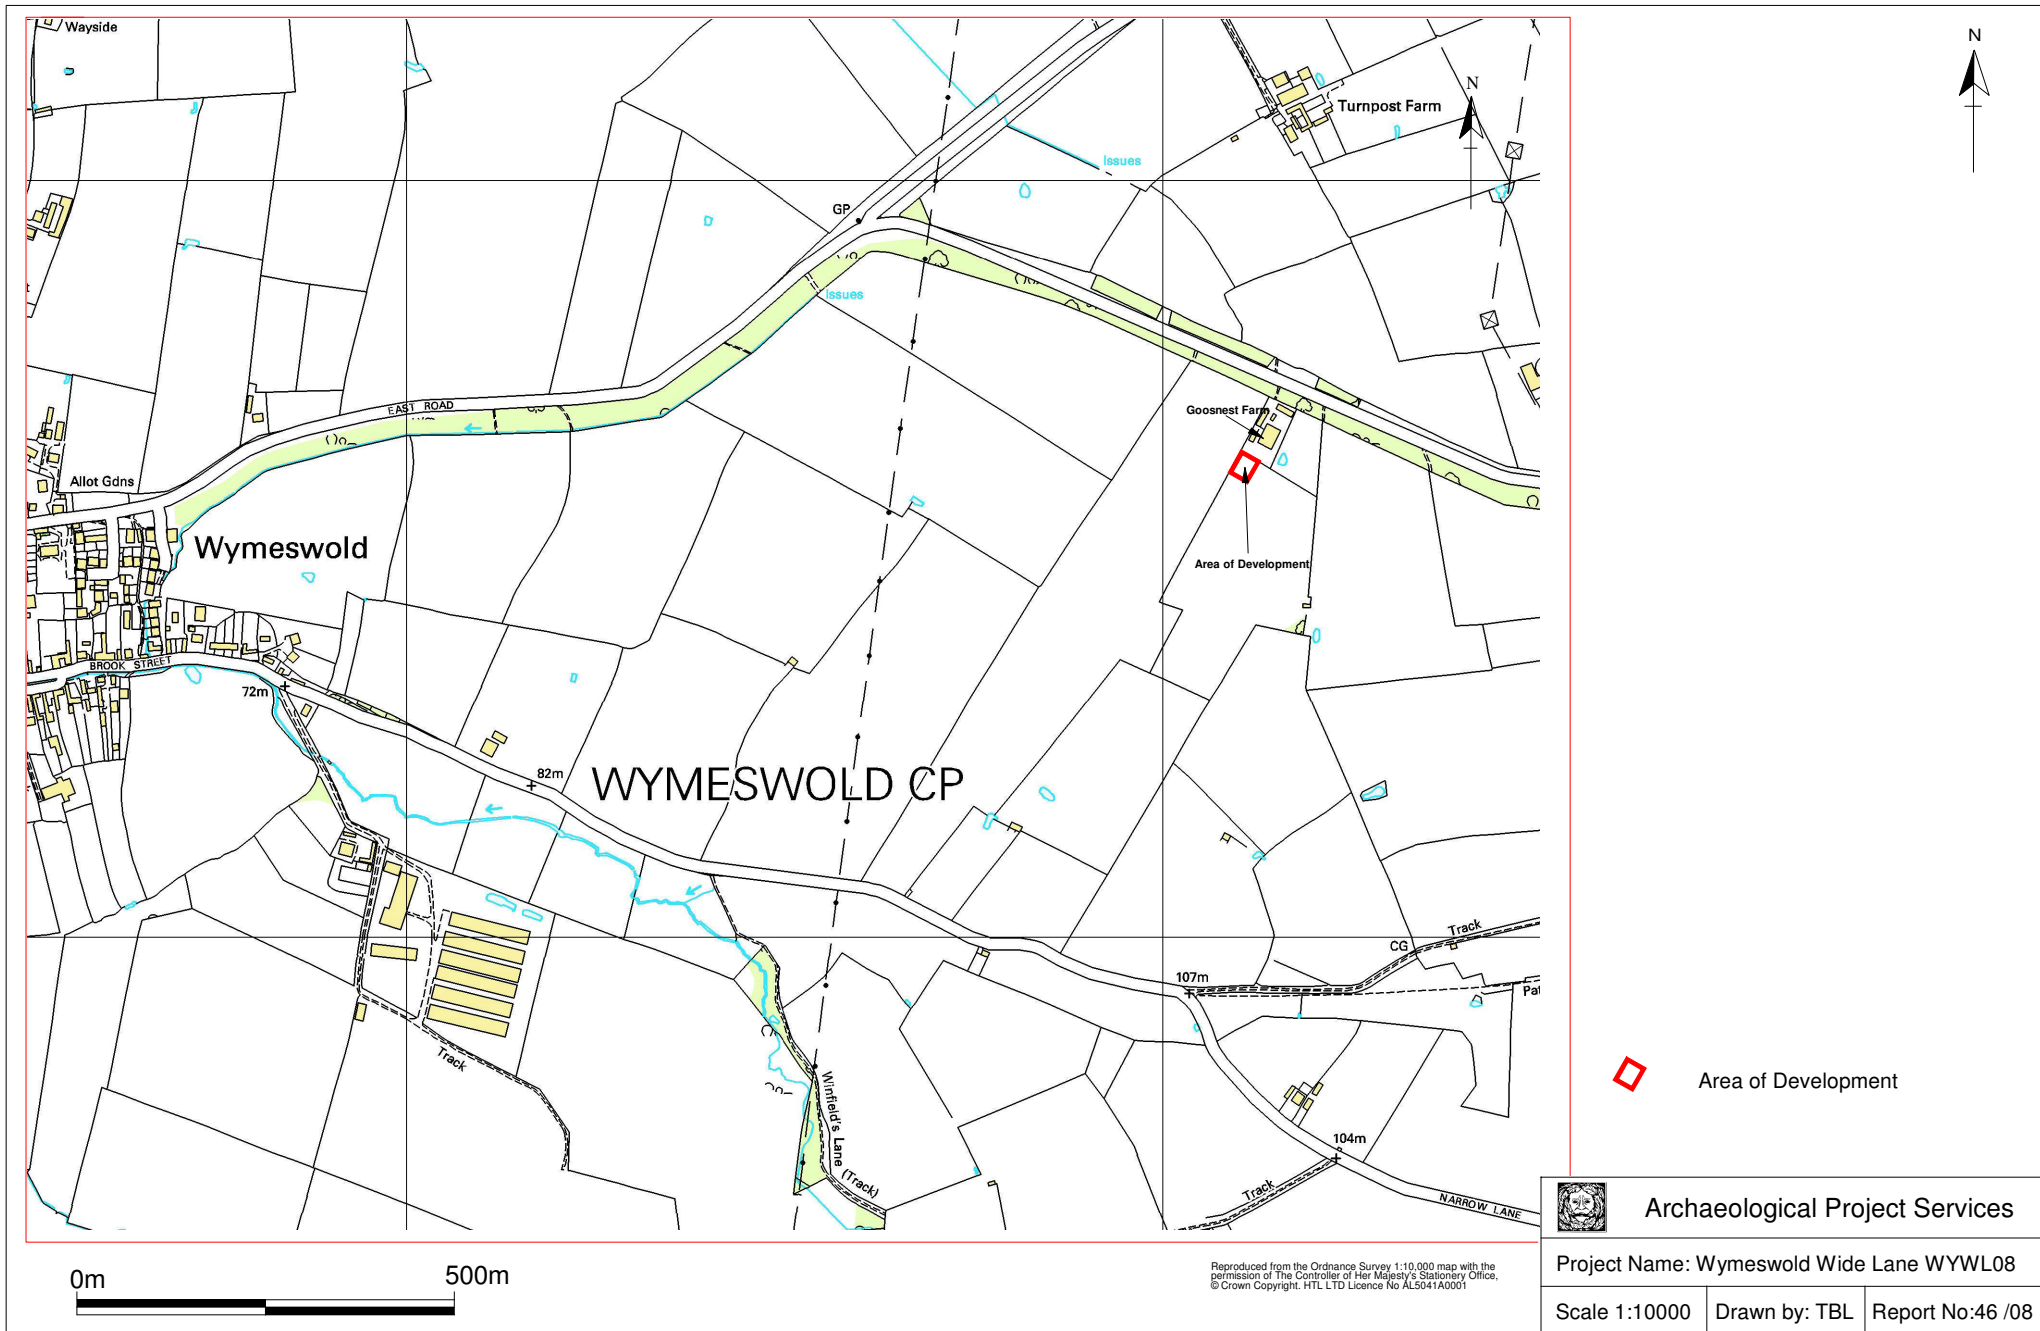 Wayside
N
N
Turnpost Farm
Issues
GP
Issues
EAST ROAD
Goosnest Farm
Allot Gdns
Wymeswold
Area of Development
BROOK STREET
72m
82m
WYMESWOLD CP
Track
CG
107m
Pat
Track
Winfield's Lane
(Track)
104m
Track
NARROW LANE
Area of Development
Archaeological Project Services
Project Name: Wymeswold Wide Lane WYWL08
Scale 1:10000
Drawn by: TBL
Report No:46 /08
0m
500m
Reproduced from the Ordnance Survey 1:10,000 map with the
permission of The Controller of Her Majesty's Stationery Office,
© Crown Copyright. HTL LTD Licence No AL5041A0001